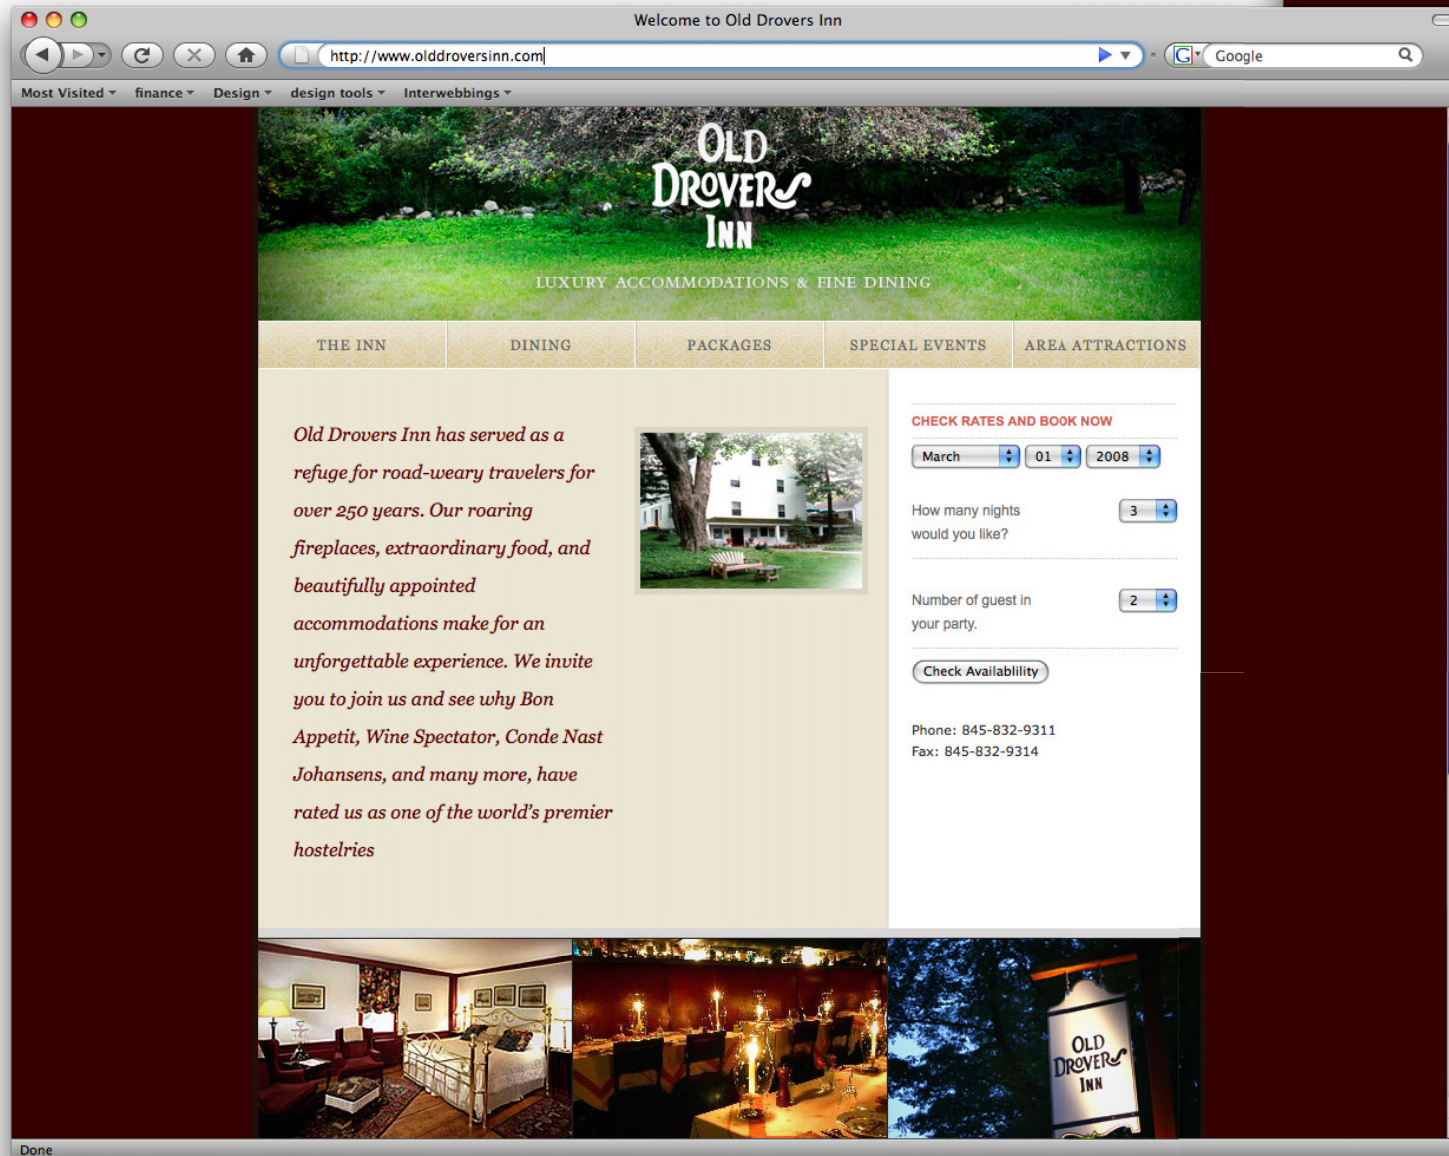 Welcome to Old Drovers Inn
http://www.olddroversinn.com
Google
Most Visited finance Design design tools Interwebbings
OLD
DROVERS
INN
LUXURY ACCOMMODATIONS & FINE DINING
THE INN DINING PACKAGES SPECIAL EVENTS AREA ATTRACTIONS
Old Drovers Inn has served as a
refuge for road-weary travelers for
over 250 years. Our roaring
fireplaces, extraordinary food, and
beautifully appointed
accommodations make for an
unforgettable experience. We invite
you to join us and see why Bon
Appetit, Wine Spectator, Conde Nast
Johansens, and many more, have
rated us as one of the world's premier
hostelries
CHECK RATES AND BOOK NOW
March 01 2008
How many nights 3
would you like?
Number of guest in 2
your party.
Check Availablility
Phone: 845-832-9311
Fax: 845-832-9314
OLD
DROVERS
INN
Done